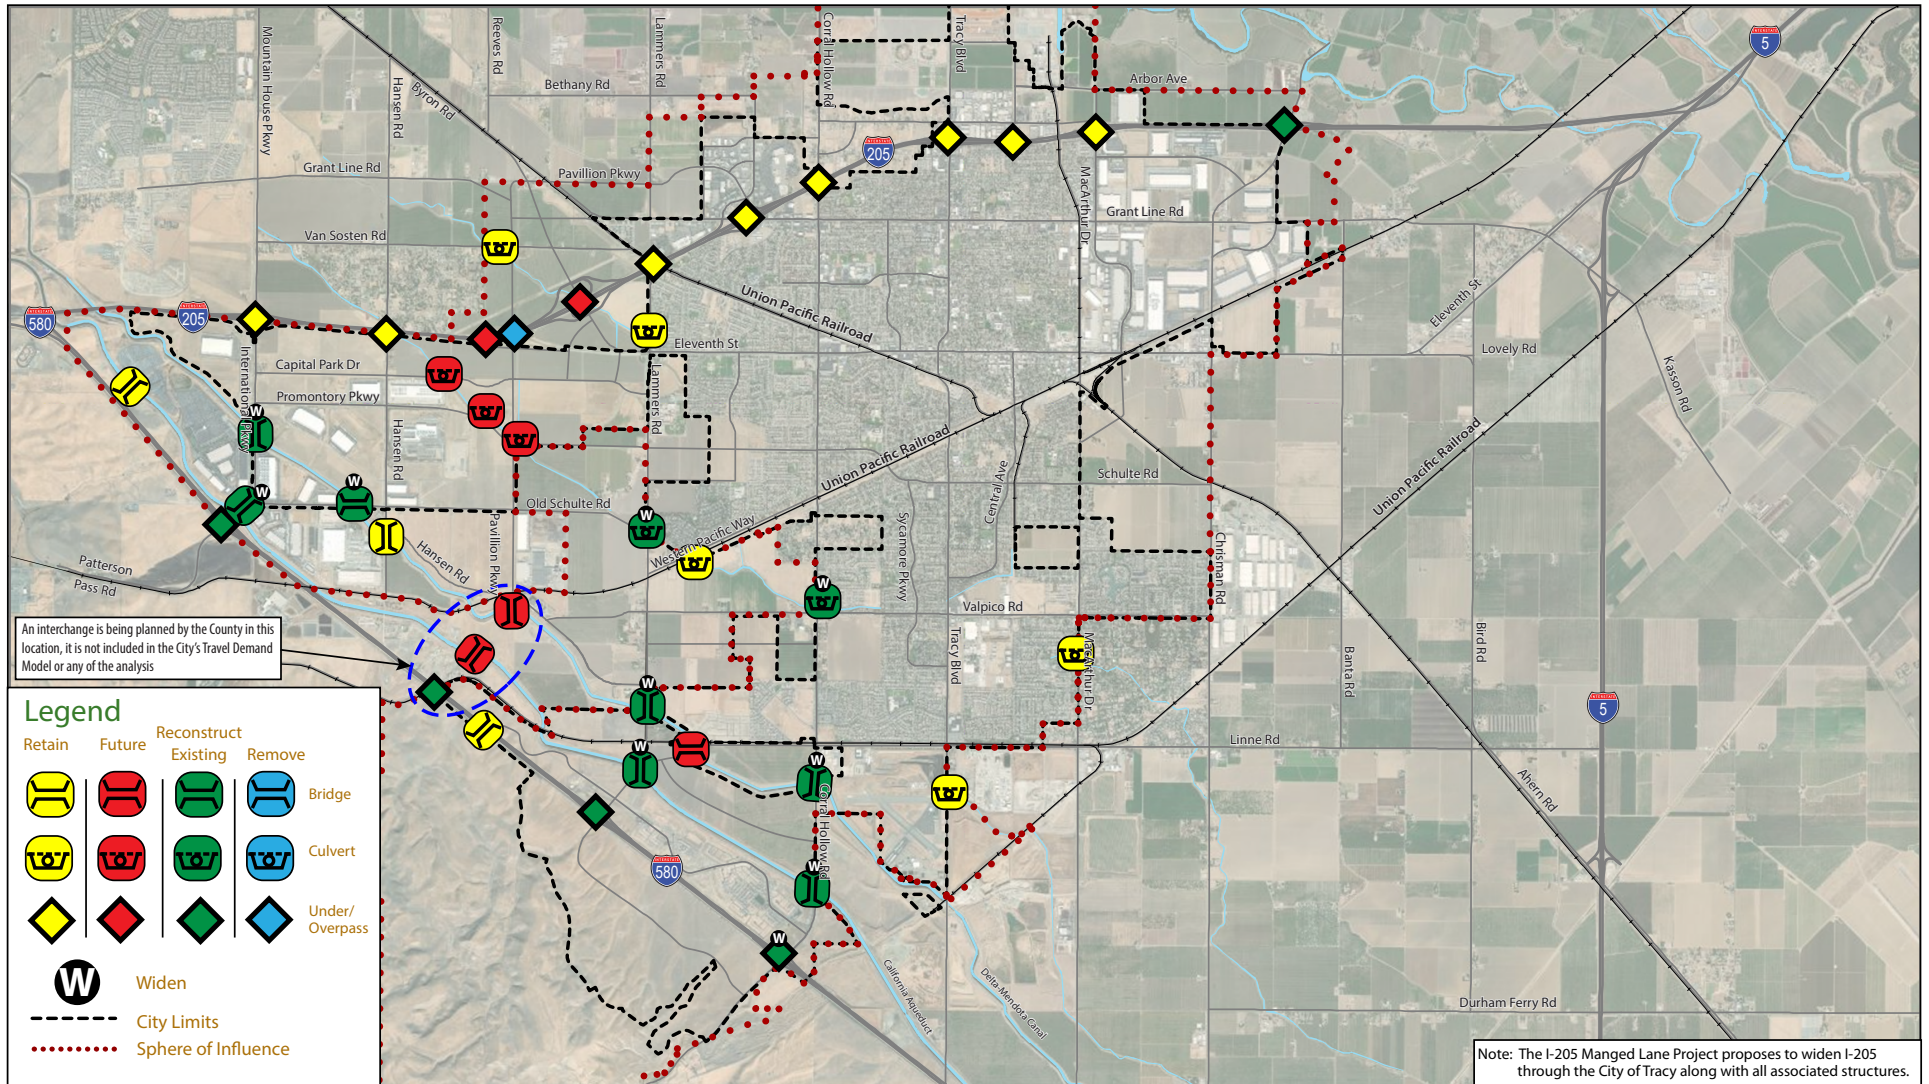 Mountain House Pkwy
Hansen Rd
Byron Rd
Reeves Rd
Bethany Rd
Lammers Rd
Corral Hollow Rd
Tracy Blvd
Arbor Ave
INTERSTATE
5
Grant Line Rd
Pavillion Pkwy
INTERSTATE
205
MacArthur Dr
Grant Line Rd
Van Sosten Rd
Union Pacific Railroad
Eleventh St
INTERSTATE
580
INTERSTATE
205
International Pkwy
Capital Park Dr
Promontory Pkwy
Eleventh St
Lammers Rd
Lovely Rd
Kasson Rd
W
Hansen Rd
W
W
Old Schulte Rd
W
Union Pacific Railroad
Central Ave
Schulte Rd
Union Pacific Railroad
Patterson
Pass Rd
Hansen Rd
Pavillion Pkwy
Western Pacific Way
Sycamore Pkwy
W
Valpico Rd
Chrisman Rd
Tracy Blvd
MacArthur Dr
Banta Rd
Bird Rd
INTERSTATE
5
An interchange is being planned by the County in this
location, it is not included in the City's Travel Demand
Model or any of the analysis
W
W
W
Linne Rd
Ahern Rd
Corral Hollow Rd
INTERSTATE
580
W
W
California Aqueduct
Delta-Mendota Canal
Durham Ferry Rd
Legend
Retain
Future
Reconstruct
Existing
Remove
Bridge
Culvert
Under/
Overpass
W
Widen
City Limits
Sphere of Influence
Note: The I-205 Manged Lane Project proposes to widen I-205
through the City of Tracy along with all associated structures.